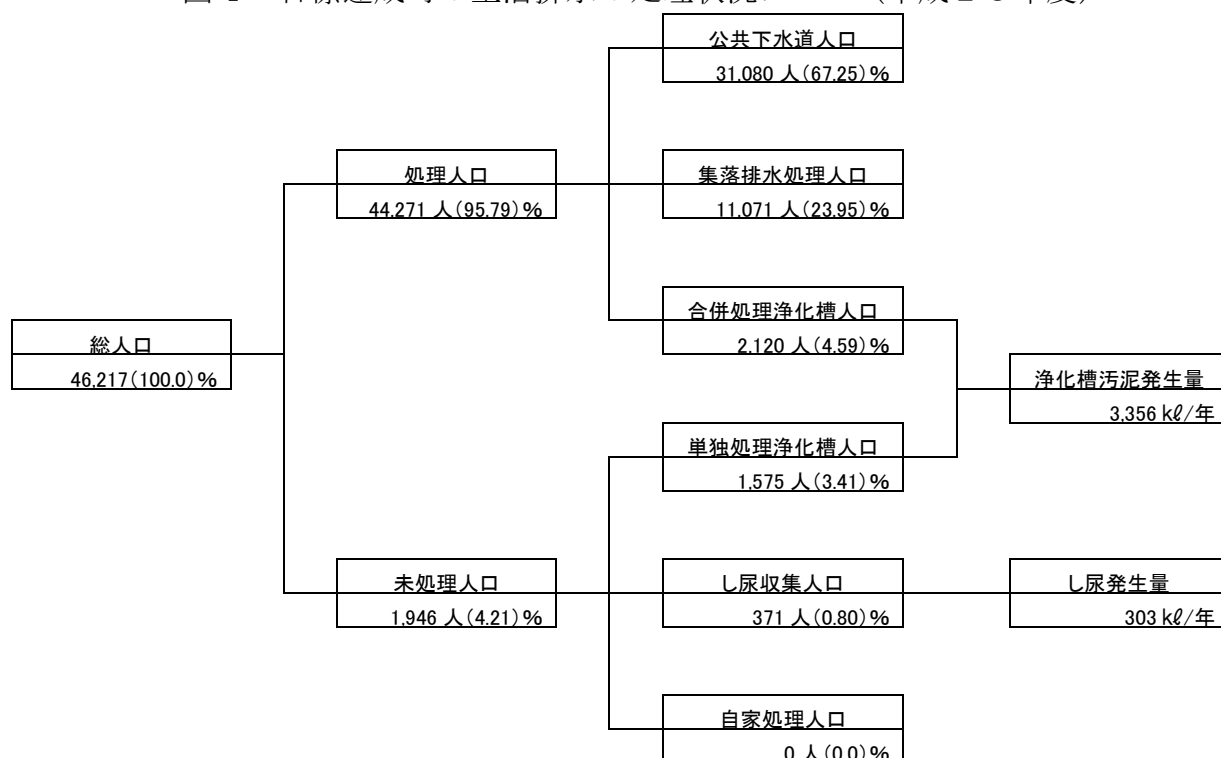 公共下水道人口
31,080 人(67.25)%
処理人口
44,271 人(95.79)%
集落排水処理人口
11,071 人(23.95)%
合併処理浄化槽人口
2,120 人(4.59)%
総人口
46,217(100.0)%
浄化槽汚泥発生量
3,356 kℓ/年
単独処理浄化槽人口
1,575 人(3.41)%
未処理人口
1,946 人(4.21)%
し尿収集人口
371 人(0.80)%
し尿発生量
303 kℓ/年
自家処理人口
0 人(0.0)%